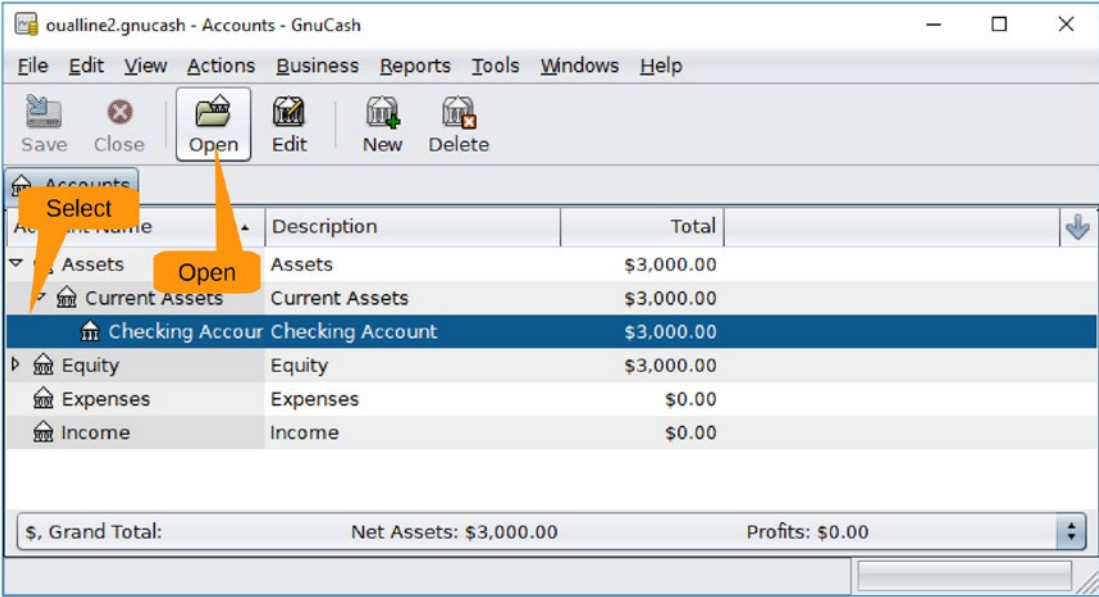 oualline2.gnucash - Accounts - GnuCash
File Edit View Actions Business Reports Tools Windows Help
Save Close Open Edit New Delete
Accounts
Select
Name Description Total
Open
Assets Assets $3,000.00
Current Assets Current Assets $3,000.00
Checking Accour Checking Account $3,000.00
Equity Equity $3,000.00
Expenses Expenses $0.00
Income Income $0.00
$, Grand Total: Net Assets: $3,000.00 Profits: $0.00